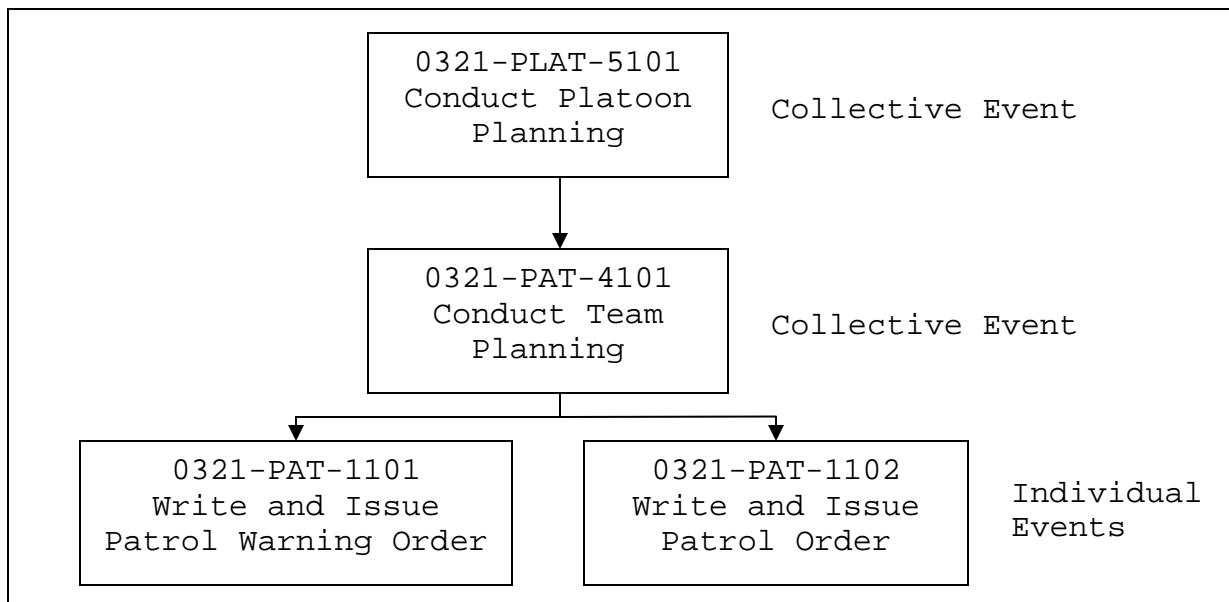 0321-PLAT-5101
Conduct Platoon
Planning
Collective Event
0321-PAT-4101
Conduct Team
Planning
Collective Event
0321-PAT-1101
Write and Issue
Patrol Warning Order
0321-PAT-1102
Write and Issue
Patrol Order
Individual
Events